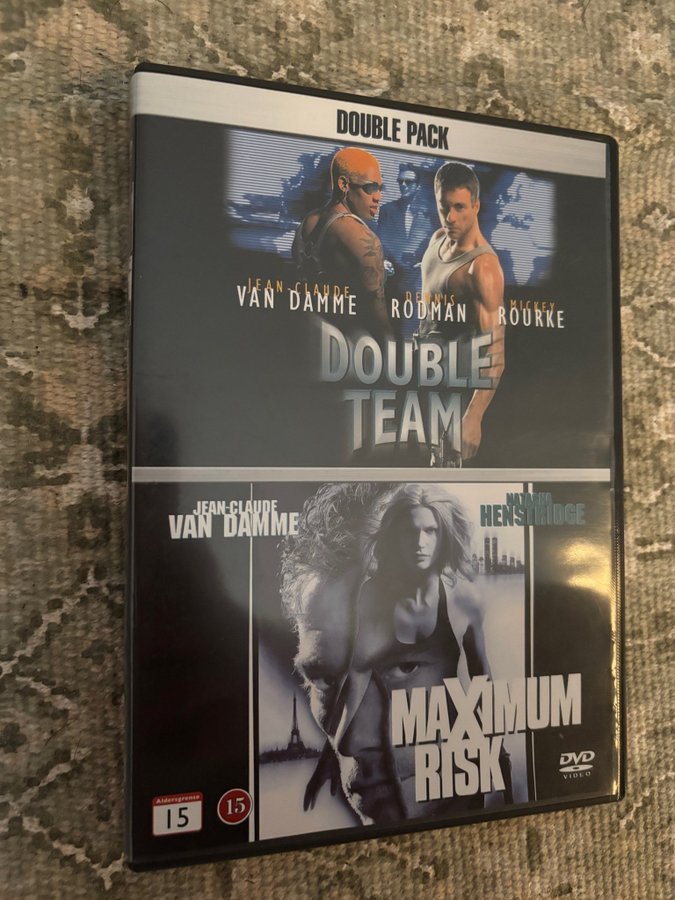 DOUBLE PACK
JEAN-CLAUDE
VAN DAMME
DENNIS
RODMAN
MICKEY
ROURKE
DOUBLE
TEAM
JEAN-CLAUDE
VAN DAMME
NATASHA
HENSTRIDGE
MAXIMUM
RISK
DVD
VIDEO
Aldersgrense
15
15